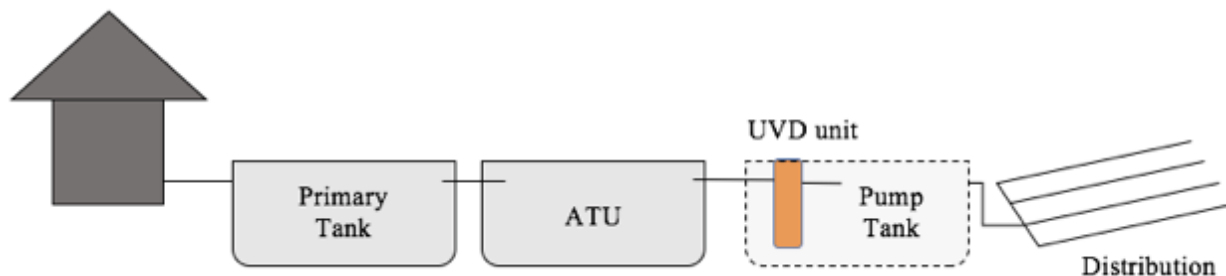 UVD unit
Primary
Tank
ATU
Pump
Tank
Distribution